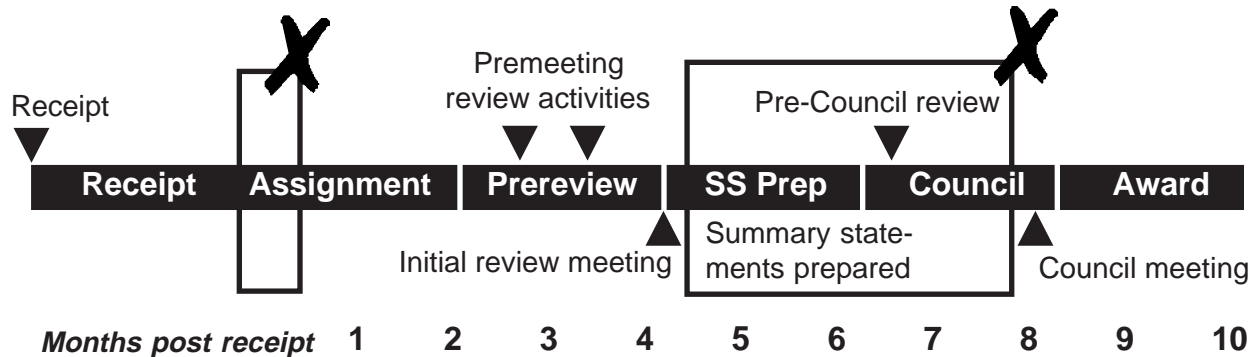 Receipt
Premeeting
review activities
Pre-Council review
Receipt Assignment Prereview SS Prep Council Award
Initial review meeting
Summary state-
ments prepared
Council meeting
Months post receipt 1 2 3 4 5 6 7 8 9 10